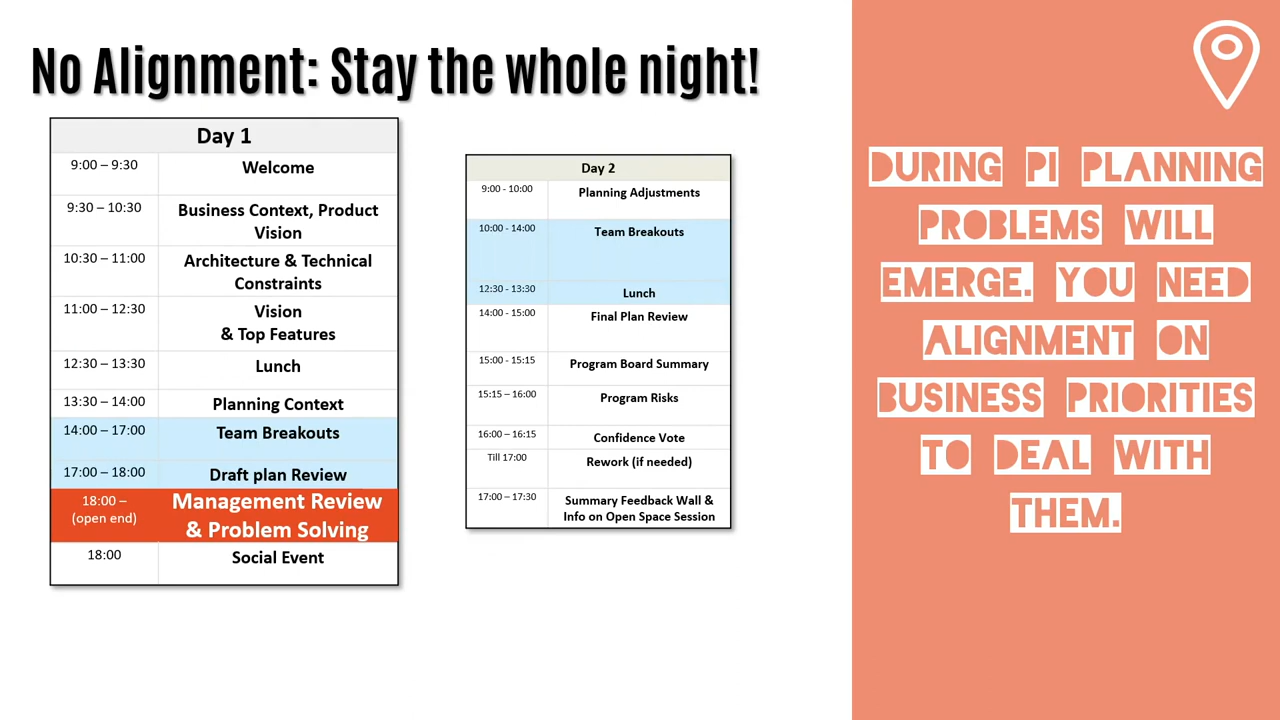 No Alignment: Stay the whole night!
Day 1
9:00 – 9:30 Welcome
9:30 – 10:30 Business Context, Product
Vision
10:30 – 11:00 Architecture & Technical
Constraints
11:00 – 12:30 Vision
& Top Features
12:30 – 13:30 Lunch
13:30 – 14:00 Planning Context
14:00 – 17:00 Team Breakouts
17:00 – 18:00 Draft plan Review
18:00 – Management Review
(open end) & Problem Solving
18:00 Social Event
Day 2
9:00 - 10:00 Planning Adjustments
10:00 - 14:00 Team Breakouts
12:30 - 13:30 Lunch
14:00 - 15:00 Final Plan Review
15:00 - 15:15 Program Board Summary
15:15 – 16:00 Program Risks
16:00 – 16:15 Confidence Vote
Till 17:00 Rework (if needed)
17:00 – 17:30 Summary Feedback Wall &
Info on Open Space Session
DURING PI PLANNING
PROBLEMS WILL
EMERGE. YOU NEED
ALIGNMENT ON
BUSINESS PRIORITIES
TO DEAL WITH
THEM.